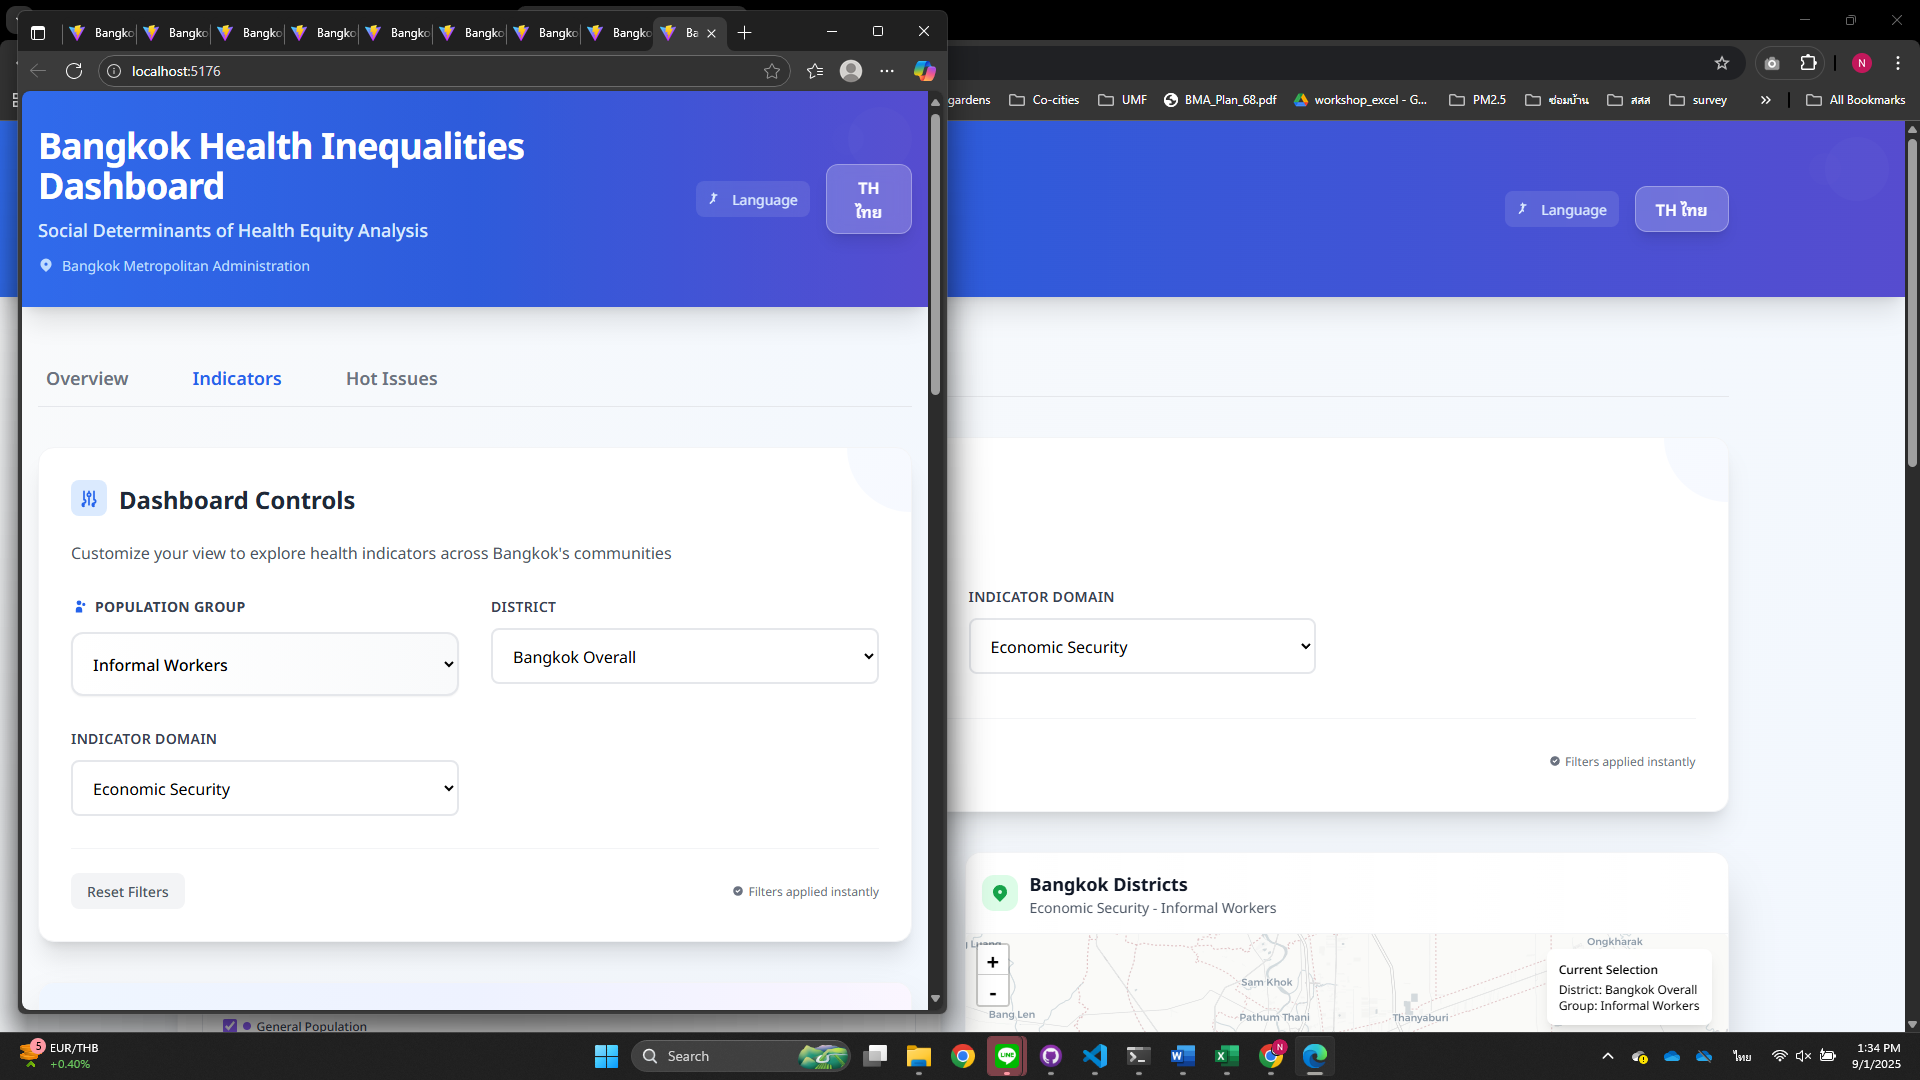 Bangko
Bangko
Bangko
Bangko
Bangko
Bangko
Bangko
Bangko
Ba
localhost:5176
N
gardens
Co-cities
UMF
BMA_Plan_68.pdf
workshop_excel - G...
PM2.5
ซ่อมบ้าน
สสส
survey
All Bookmarks
Bangkok Health Inequalities
Dashboard
Social Determinants of Health Equity Analysis
Bangkok Metropolitan Administration
Language
TH
ไทย
Language
TH ไทย
Overview
Indicators
Hot Issues
Dashboard Controls
Customize your view to explore health indicators across Bangkok's communities
POPULATION GROUP
Informal Workers
DISTRICT
Bangkok Overall
INDICATOR DOMAIN
Economic Security
Reset Filters
Filters applied instantly
INDICATOR DOMAIN
Economic Security
Filters applied instantly
Bangkok Districts
Economic Security - Informal Workers
+
-
Sam Khok
Bang Len
Pathum Thani
Thanyaburi
Ongkharak
Current Selection
District: Bangkok Overall
Group: Informal Workers
General Population
5
EUR/THB
+0.40%
Search
LINE
N
ไทย
1:34 PM
9/1/2025